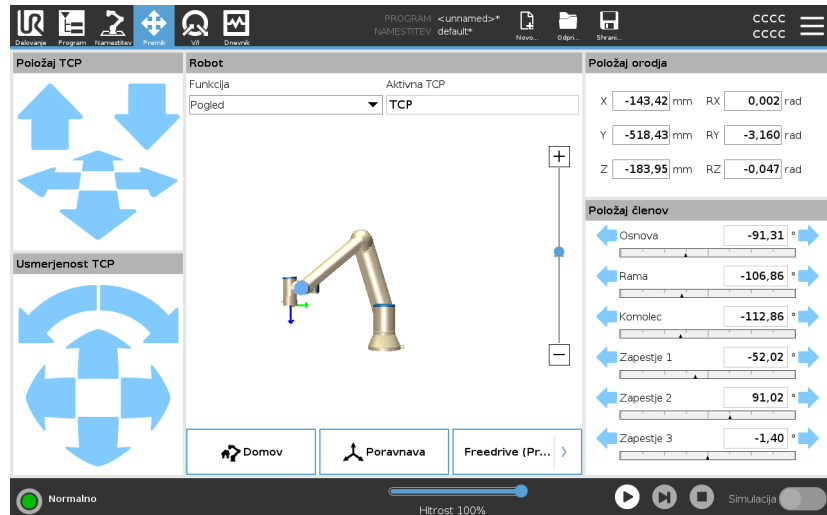 PROGRAM <unnamed>*
NAMESTITEV default*
CCCC
CCCC
UR
Delovanje
Program
Namestitev
Premik
V/I
Dnevnik
Novo...
Odpri...
Shrani...
Položaj TCP
Robot
Položaj orodja
Funkcija
Aktivna TCP
Pogled
TCP
X -143,42 mm RX 0,002 rad
Y -518,43 mm RY -3,160 rad
Z -183,95 mm RZ -0,047 rad
Položaj členov
Osnova -91,31 °
Rama -106,86 °
Komolec -112,86 °
Zapestje 1 -52,02 °
Zapestje 2 91,02 °
Zapestje 3 -1,40 °
Usmerjenost TCP
Domov
Poravnava
Freedrive (Pr...
Normalno
Hitrost 100%
Simulacija